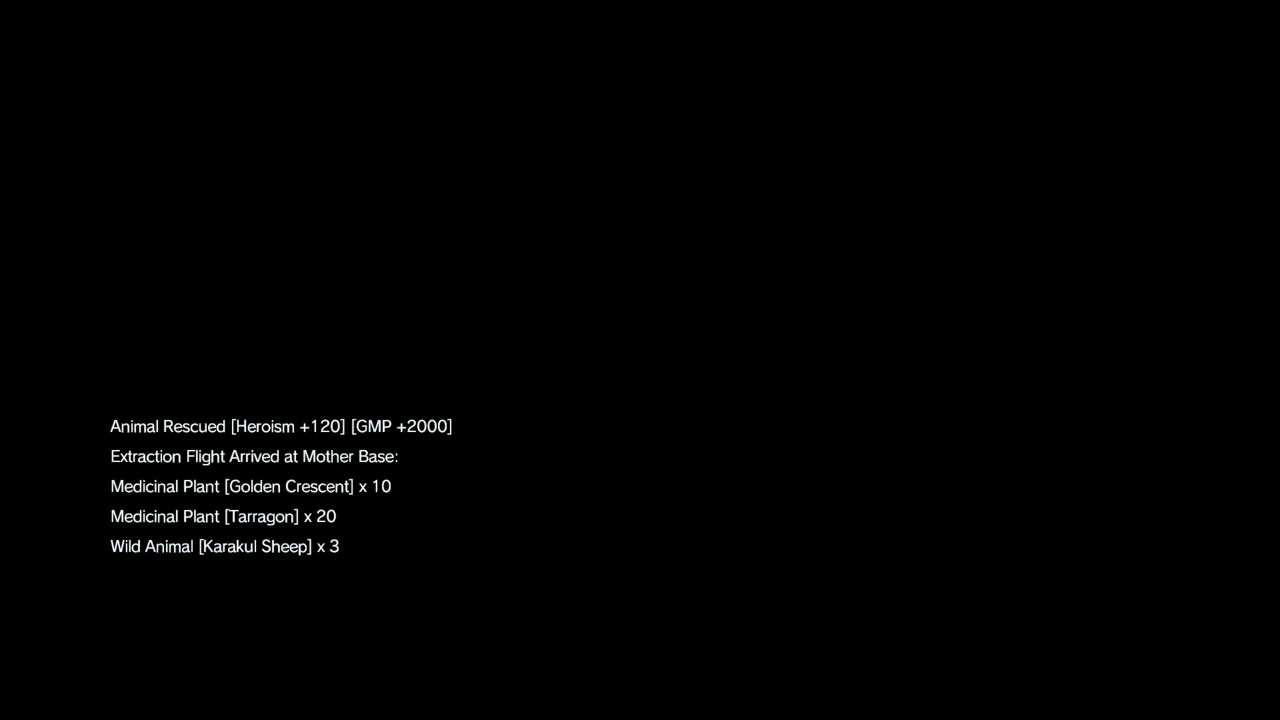 Animal Rescued [Heroism +120] [GMP +2000]
Extraction Flight Arrived at Mother Base:
Medicinal Plant [Golden Crescent] x 10
Medicinal Plant [Tarragon] x 20
Wild Animal [Karakul Sheep] x 3